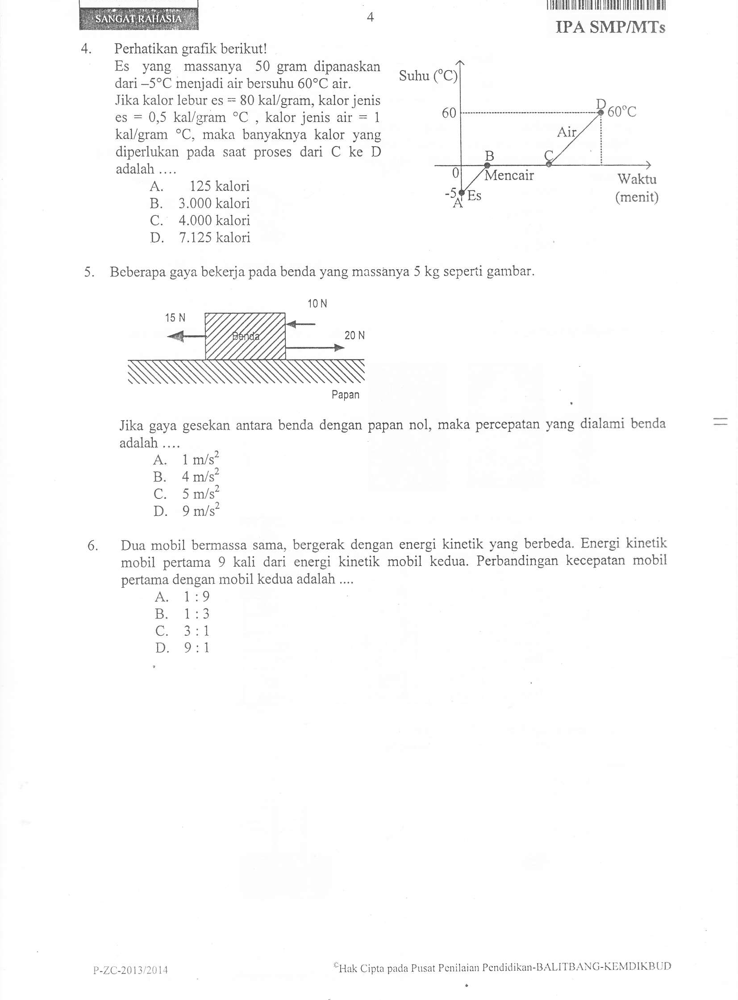 SANGAT RAHASIA
4
IPA SMP/MTs
4. Perhatikan grafik berikut!
Es yang massanya 50 gram dipanaskan
dari –5°C menjadi air bersuhu 60°C air.
Jika kalor lebur es = 80 kal/gram, kalor jenis
es = 0,5 kal/gram °C , kalor jenis air = 1
kal/gram °C, maka banyaknya kalor yang
diperlukan pada saat proses dari C ke D
adalah ....
A. 125 kalori
B. 3.000 kalori
C. 4.000 kalori
D. 7.125 kalori
Suhu (°C)
60
D
60°C
Air
B
C
0
Mencair
Waktu
(menit)
-5
Es
A
5. Beberapa gaya bekerja pada benda yang massanya 5 kg seperti gambar.
10 N
15 N
Benda
20 N
Papan
Jika gaya gesekan antara benda dengan papan nol, maka percepatan yang dialami benda
adalah ....
A. 1 m/s²
B. 4 m/s²
C. 5 m/s²
D. 9 m/s²
6. Dua mobil bermassa sama, bergerak dengan energi kinetik yang berbeda. Energi kinetik
mobil pertama 9 kali dari energi kinetik mobil kedua. Perbandingan kecepatan mobil
pertama dengan mobil kedua adalah ....
A. 1 : 9
B. 1 : 3
C. 3 : 1
D. 9 : 1
P-ZC-2013/2014
©Hak Cipta pada Pusat Penilaian Pendidikan-BALITBANG-KEMDIKBUD